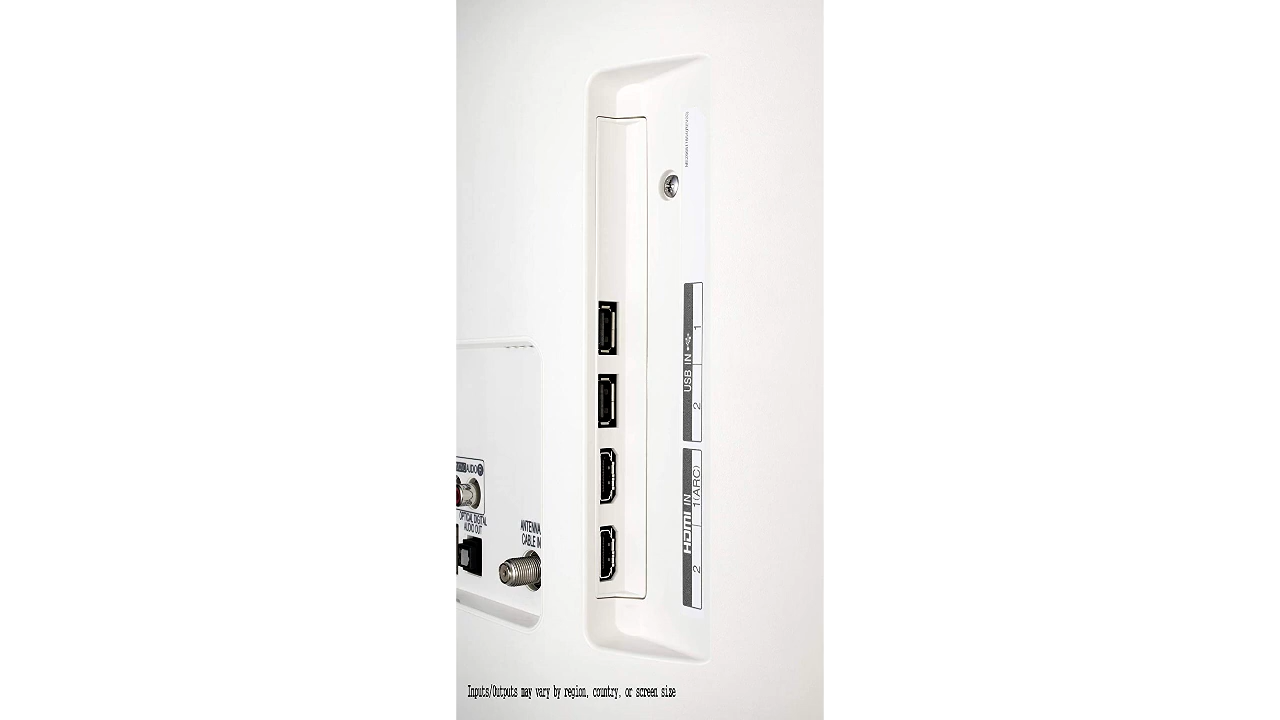 USB IN
1
2
HDMI IN
1(ARC)
2
AUDIO
OPTICAL DIGITAL
AUDIO OUT
ANTENNA
CABLE IN
Inputs/Outputs may vary by region, country, or screen size